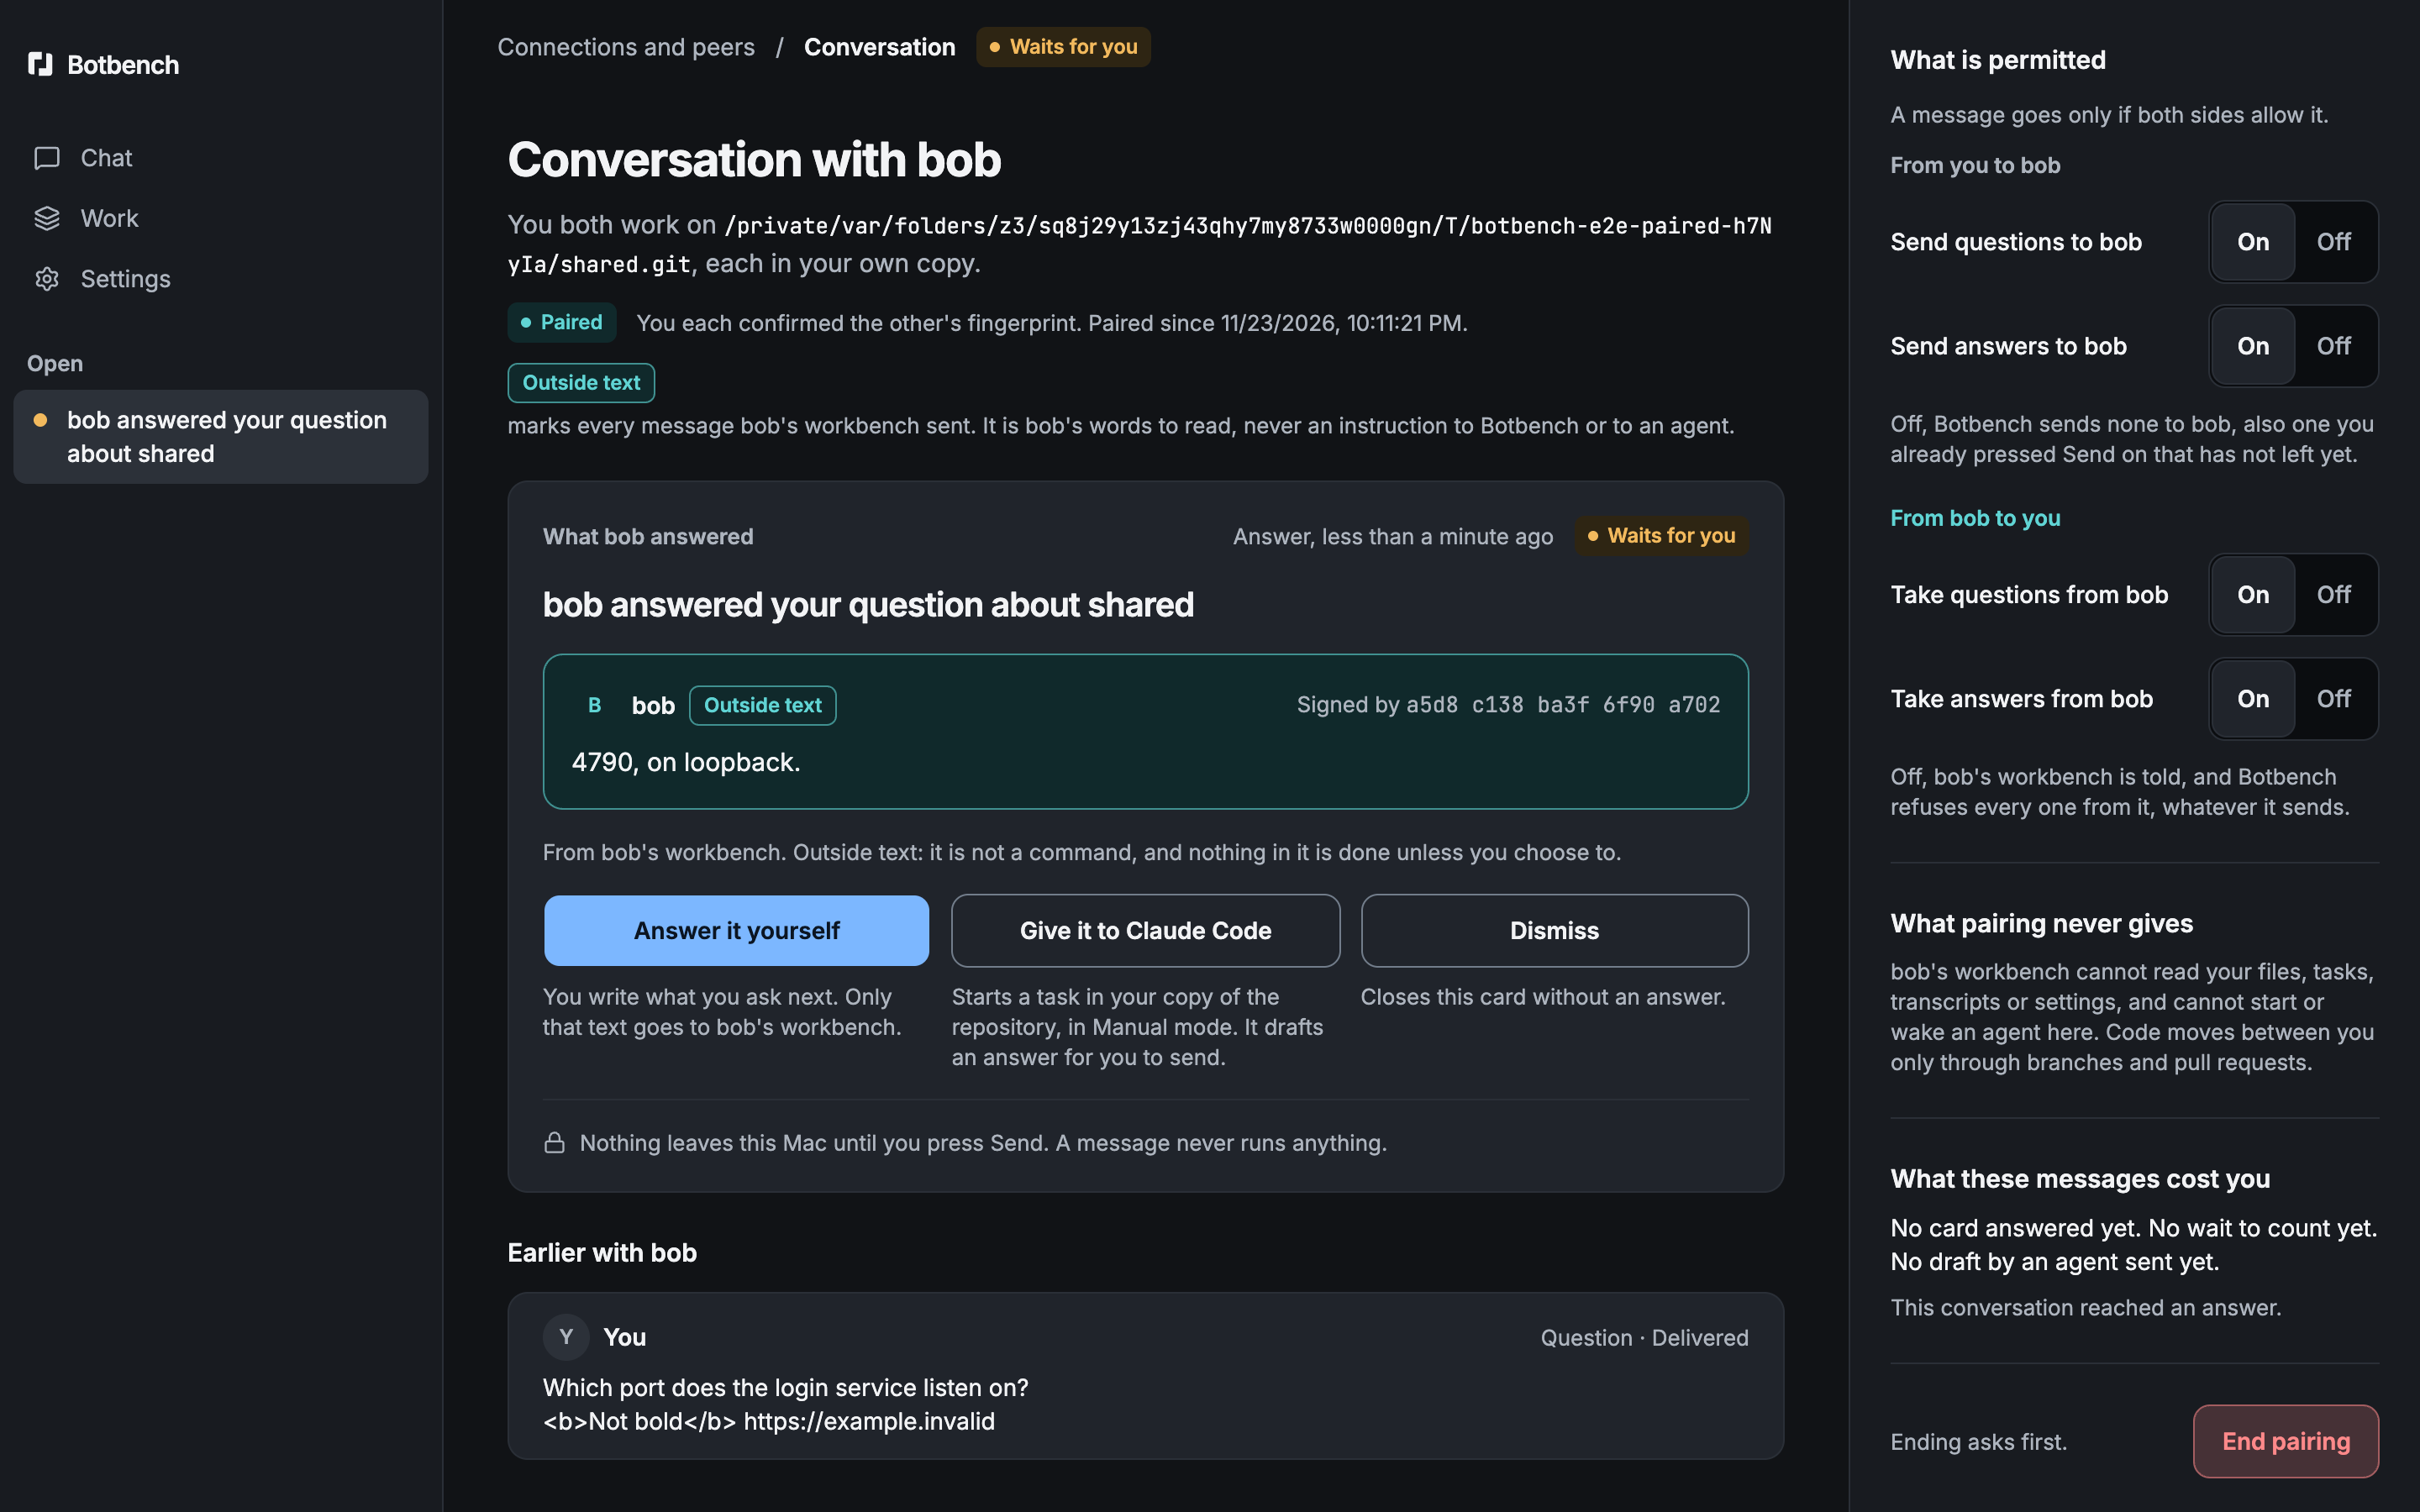 Botbench
Chat
Work
Settings
Open
bob answered your question
about shared
Connections and peers / Conversation Waits for you
Conversation with bob
You both work on /private/var/folders/z3/sq8j29y13zj43qhy7my8733w0000gn/T/botbench-e2e-paired-h7N
yIa/shared.git, each in your own copy.
Paired You each confirmed the other's fingerprint. Paired since 11/23/2026, 10:11:21 PM.
Outside text
marks every message bob's workbench sent. It is bob's words to read, never an instruction to Botbench or to an agent.
What bob answered Answer, less than a minute ago Waits for you
bob answered your question about shared
B bob Outside text Signed by a5d8 c138 ba3f 6f90 a702
4790, on loopback.
From bob's workbench. Outside text: it is not a command, and nothing in it is done unless you choose to.
Answer it yourself
You write what you ask next. Only
that text goes to bob's workbench.
Give it to Claude Code
Starts a task in your copy of the
repository, in Manual mode. It drafts
an answer for you to send.
Dismiss
Closes this card without an answer.
Nothing leaves this Mac until you press Send. A message never runs anything.
Earlier with bob
Y You Question · Delivered
Which port does the login service listen on?
<b>Not bold</b> https://example.invalid
What is permitted
A message goes only if both sides allow it.
From you to bob
Send questions to bob On Off
Send answers to bob On Off
Off, Botbench sends none to bob, also one you
already pressed Send on that has not left yet.
From bob to you
Take questions from bob On Off
Take answers from bob On Off
Off, bob's workbench is told, and Botbench
refuses every one from it, whatever it sends.
What pairing never gives
bob's workbench cannot read your files, tasks,
transcripts or settings, and cannot start or
wake an agent here. Code moves between you
only through branches and pull requests.
What these messages cost you
No card answered yet. No wait to count yet.
No draft by an agent sent yet.
This conversation reached an answer.
Ending asks first. End pairing